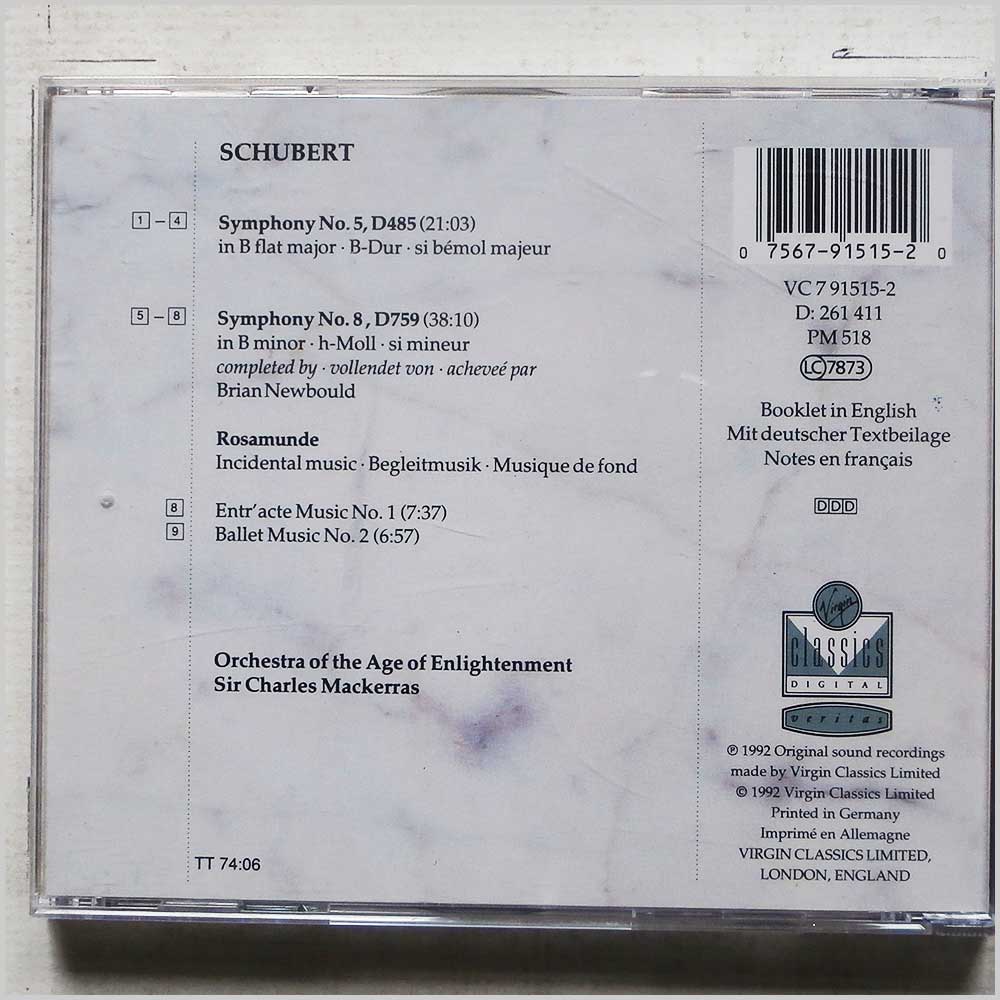 SCHUBERT
1 – 4 Symphony No. 5, D485 (21:03)
in B flat major · B-Dur · si bémol majeur
5 – 8 Symphony No. 8, D759 (38:10)
in B minor · h-Moll · si mineur
completed by · vollendet von · acheveé par
Brian Newbould
Rosamunde
Incidental music · Begleitmusik · Musique de fond
8 Entr'acte Music No. 1 (7:37)
9 Ballet Music No. 2 (6:57)
Orchestra of the Age of Enlightenment
Sir Charles Mackerras
TT 74:06
0 7567-91515-2 0
VC 7 91515-2
D: 261 411
PM 518
LC 7873
Booklet in English
Mit deutscher Textbeilage
Notes en français
DDD
Virgin
classics
DIGITAL
veritas
℗ 1992 Original sound recordings
made by Virgin Classics Limited
© 1992 Virgin Classics Limited
Printed in Germany
Imprimé en Allemagne
VIRGIN CLASSICS LIMITED,
LONDON, ENGLAND